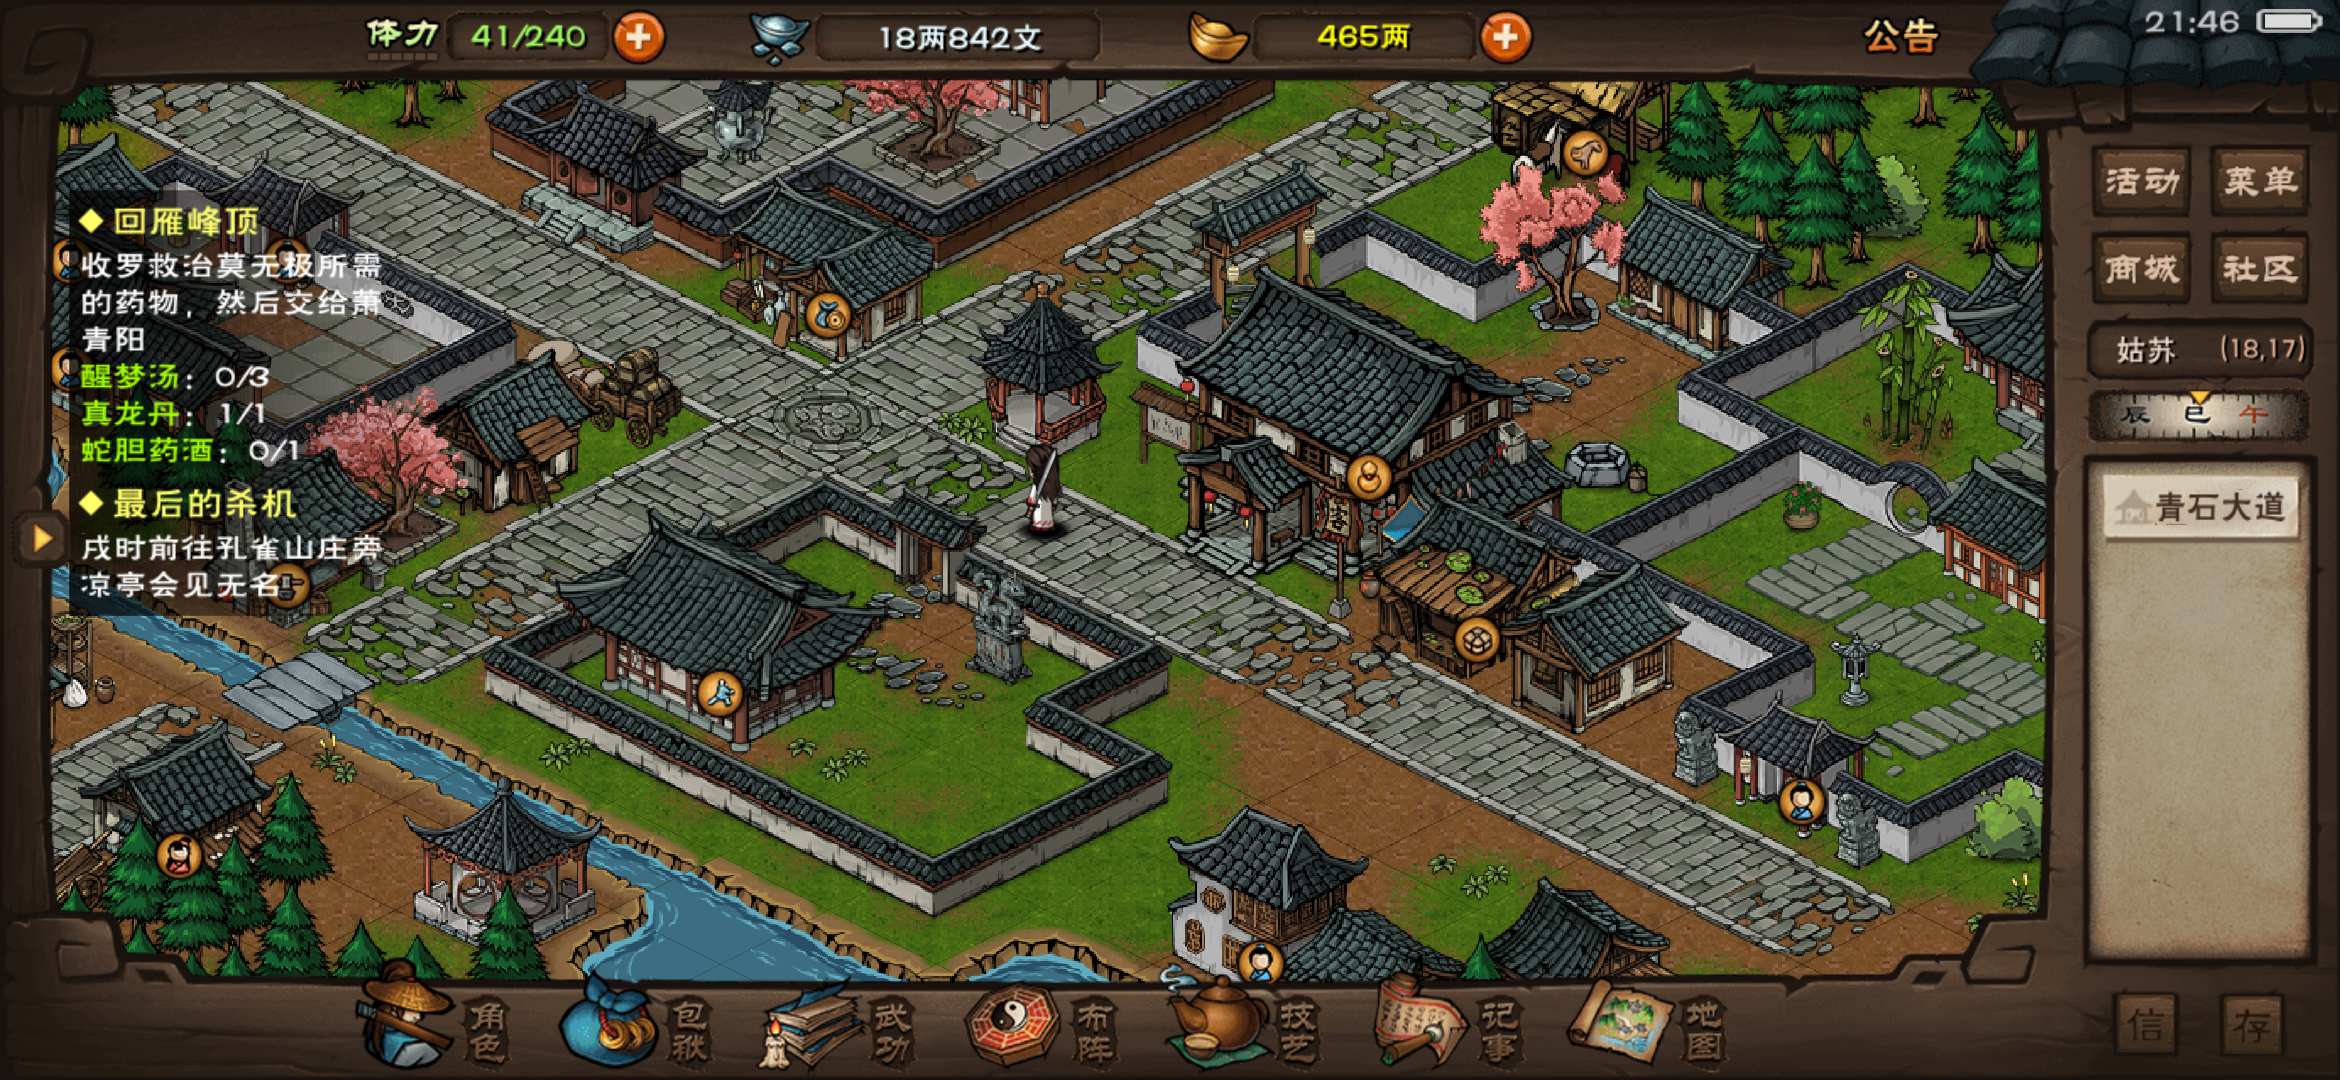 体力 41/240 18两842文 465两 公告 21:46
活动 菜单
商城 社区
姑苏 (18,17)
辰 巳 午
青石大道
回雁峰顶
收罗救治莫无极所需
的药物，然后交给萧
青阳
醒梦汤：0/3
真龙丹：1/1
蛇胆药酒：0/1
最后的杀机
戌时前往孔雀山庄旁
凉亭会见无名
客
角色 包袱 武功 布阵 技艺 记事 地图
信 存